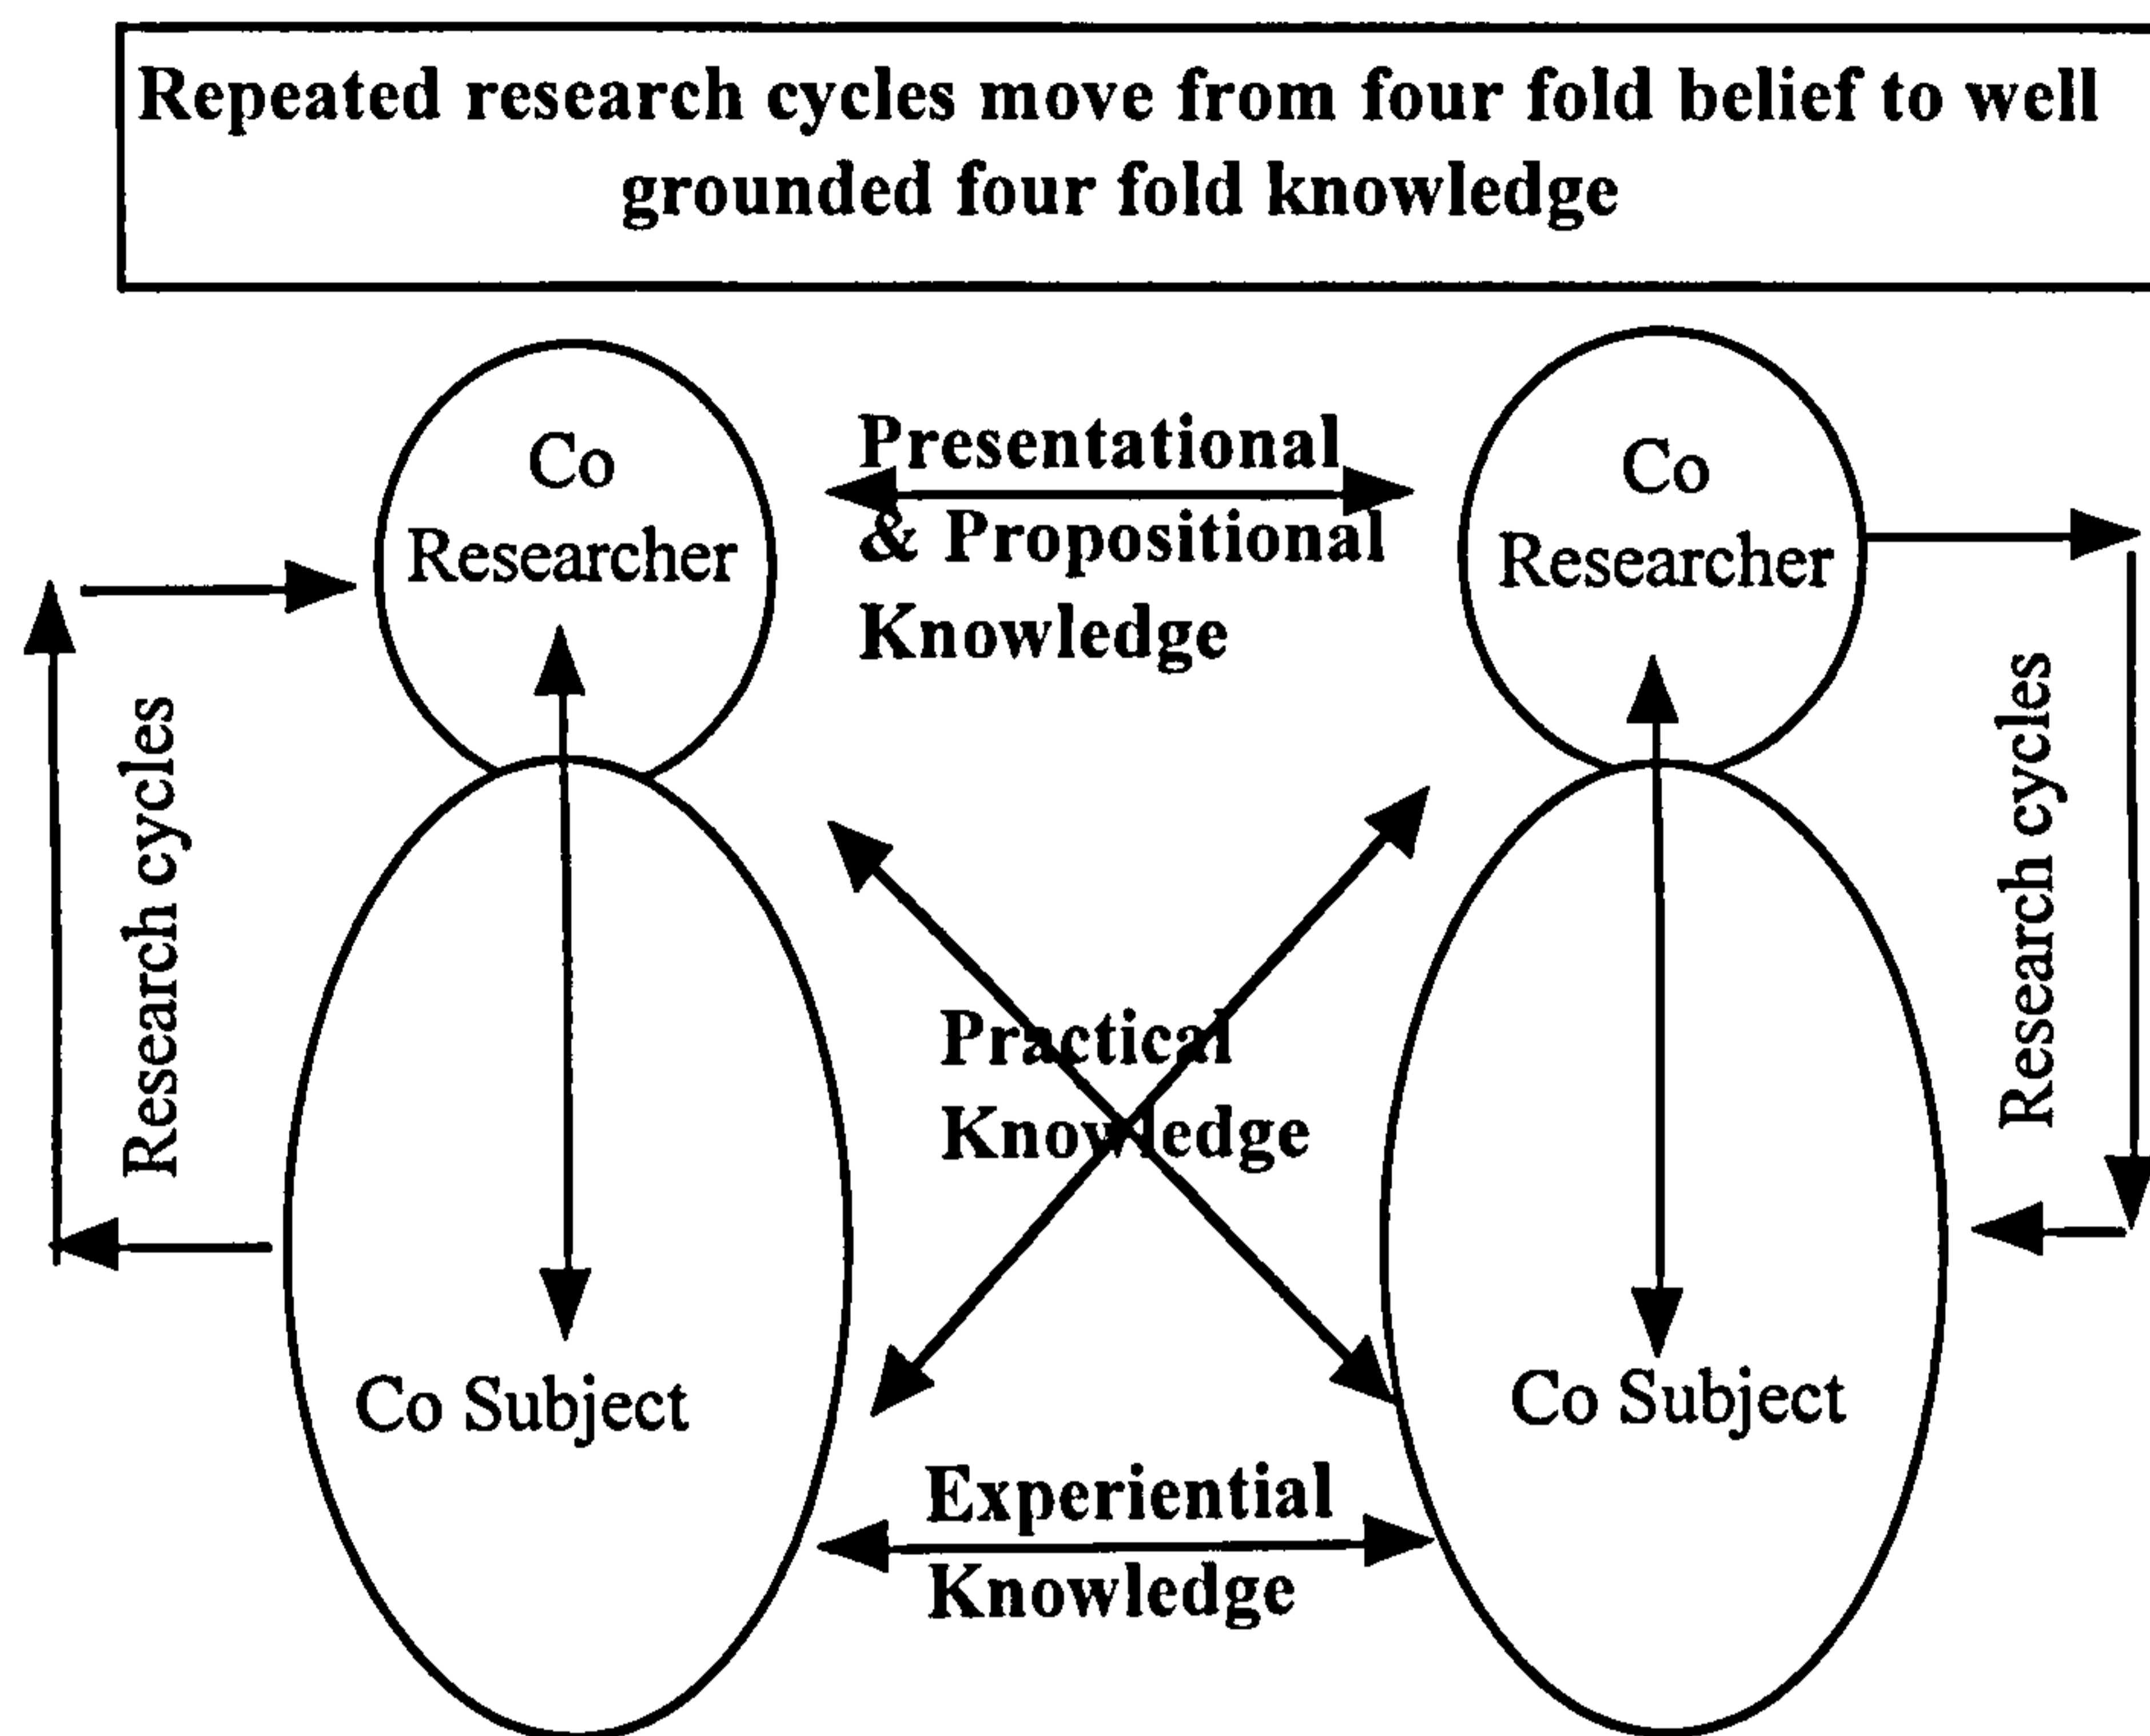 Repeated research cycles move from four fold belief to well
grounded four fold knowledge
Co
Researcher
Presentational
& Propositional
Knowledge
Co
Researcher
Research cycles
Research cycles
Practical
Knowledge
Co Subject
Co Subject
Experiential
Knowledge